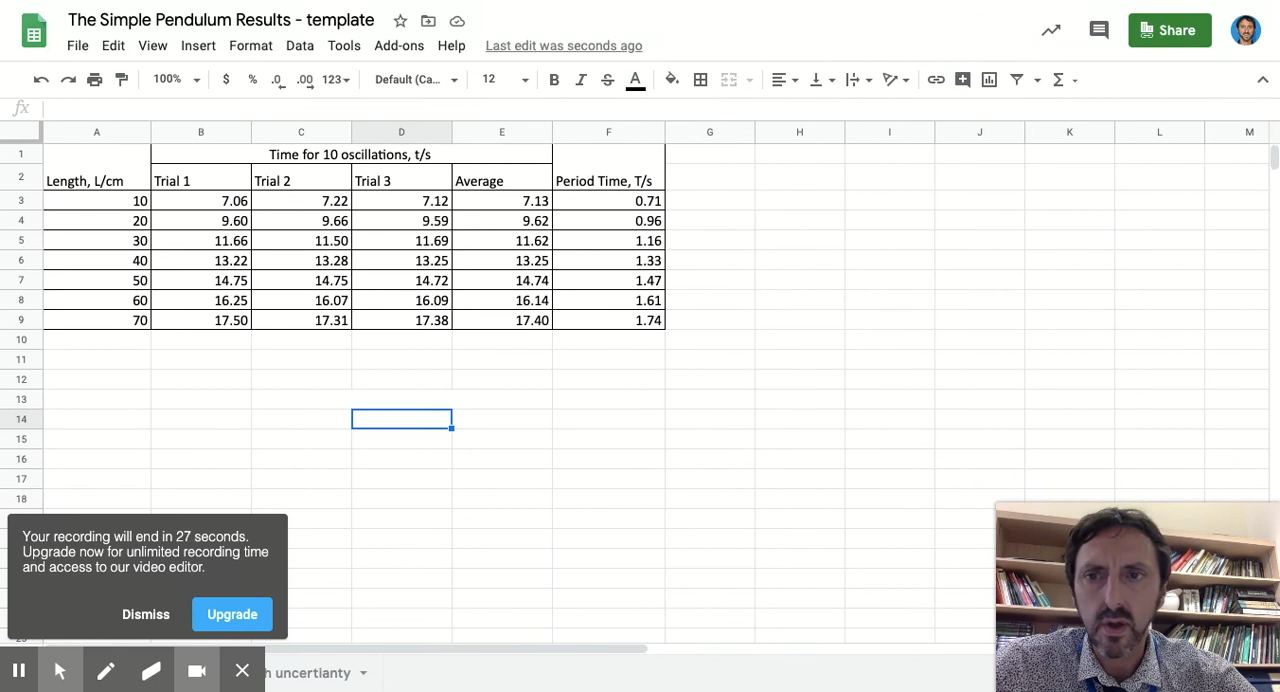 The Simple Pendulum Results - template
File Edit View Insert Format Data Tools Add-ons Help Last edit was seconds ago
Share
100% $ % .0 .00 123 Default (Ca... 12 B I S A Σ
fx
A B C D E F G H I J K L M
1 Time for 10 oscillations, t/s
2 Length, L/cm Trial 1 Trial 2 Trial 3 Average Period Time, T/s
3 10 7.06 7.22 7.12 7.13 0.71
4 20 9.60 9.66 9.59 9.62 0.96
5 30 11.66 11.50 11.69 11.62 1.16
6 40 13.22 13.28 13.25 13.25 1.33
7 50 14.75 14.75 14.72 14.74 1.47
8 60 16.25 16.07 16.09 16.14 1.61
9 70 17.50 17.31 17.38 17.40 1.74
10
11
12
13
14
15
16
17
18
Your recording will end in 27 seconds.
Upgrade now for unlimited recording time
and access to our video editor.
Dismiss Upgrade
uncertianty